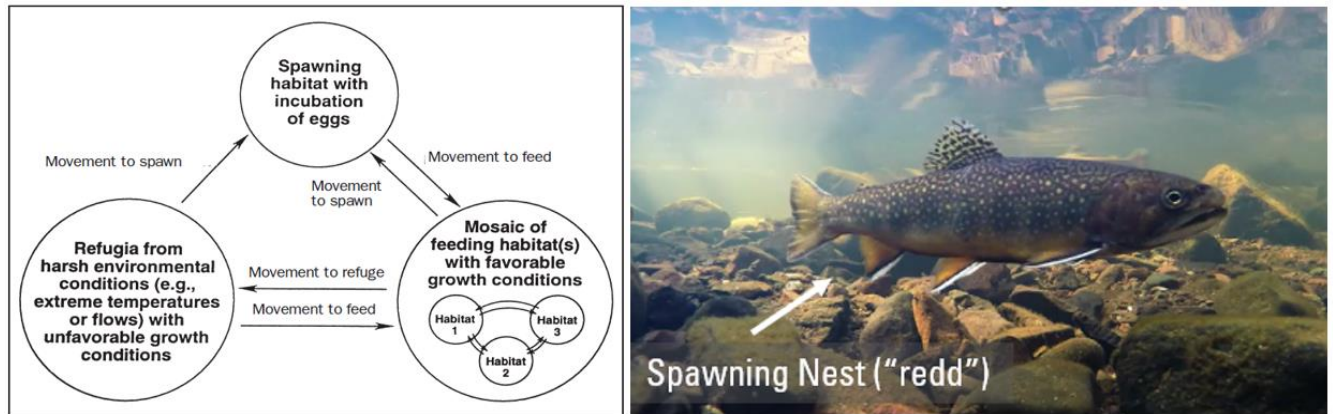 Spawning
habitat with
incubation
of eggs
Movement to spawn
Movement to feed
Movement
to spawn
Refugia from
harsh environmental
conditions (e.g.,
extreme temperatures
or flows) with
unfavorable growth
conditions
Movement to refuge
Movement to feed
Mosaic of
feeding habitat(s)
with favorable
growth conditions
Habitat
1
Habitat
3
Habitat
2
Spawning Nest (“redd”)